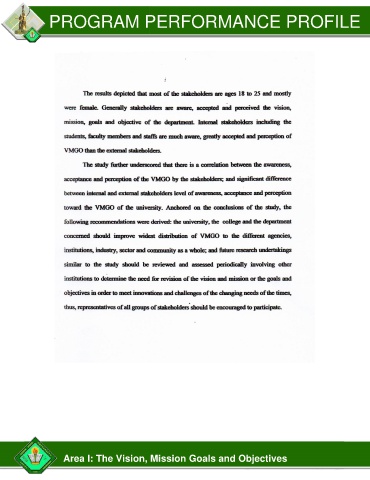 PROGRAM PERFORMANCE PROFILE
The results depicted that most of the stakeholders are ages 18 to 25 and mostly
were female. Generally stakeholders are aware, accepted and perceived the vision,
mission, goals and objective of the department. Internal stakeholders including the
students, faculty members and staffs are much aware, greatly accepted and perception of
VMGO than the external stakeholders.
The study further underscored that there is a correlation between the awareness,
acceptance and perception of the VMGO by the stakeholders; and significant difference
between internal and external stakeholders level of awareness, acceptance and perception
toward the VMGO of the university. Anchored on the conclusions of the study, the
following recommendations were derived: the university, the college and the department
concerned should improve widest distribution of VMGO to the different agencies,
institutions, industry, sector and community as a whole; and future research undertakings
similar to the study should be reviewed and assessed periodically involving other
institutions to determine the need for revision of the vision and mission or the goals and
objectives in order to meet innovations and challenges of the changing needs of the times,
thus, representatives of all groups of stakeholders should be encouraged to participate.
Area I: The Vision, Mission Goals and Objectives